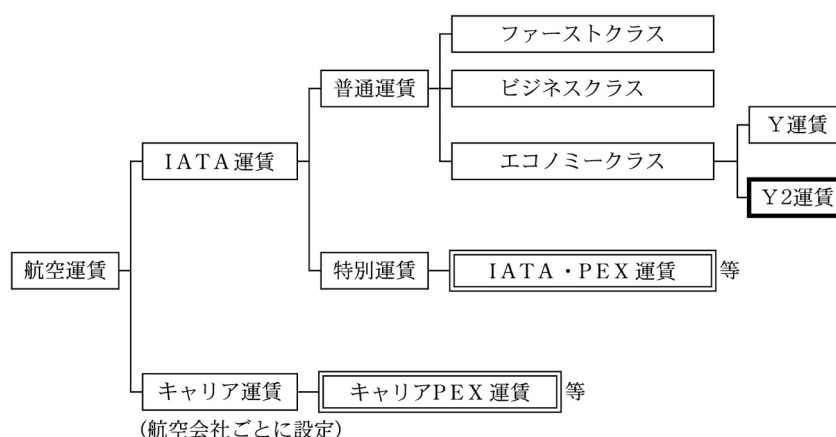 ファーストクラス
普通運賃
ビジネスクラス
Ｙ運賃
ＩＡＴＡ運賃
エコノミークラス
Ｙ2運賃
航空運賃
特別運賃
ＩＡＴＡ・ＰＥＸ運賃
等
キャリア運賃
キャリアＰＥＸ運賃
等
（航空会社ごとに設定）